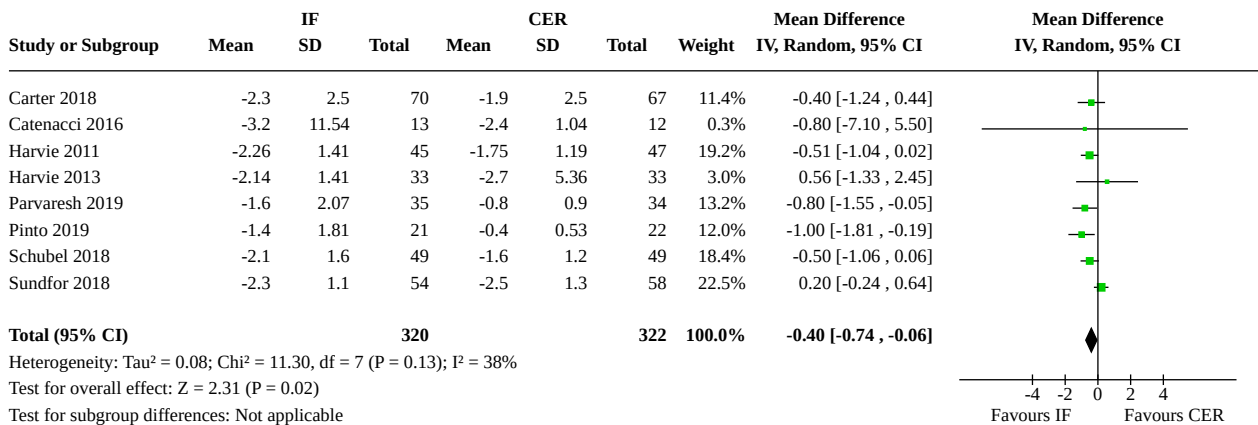 IF CER Mean Difference Mean Difference
Study or Subgroup Mean SD Total Mean SD Total Weight IV, Random, 95% CI IV, Random, 95% CI
Carter 2018 -2.3 2.5 70 -1.9 2.5 67 11.4% -0.40 [-1.24 , 0.44]
Catenacci 2016 -3.2 11.54 13 -2.4 1.04 12 0.3% -0.80 [-7.10 , 5.50]
Harvie 2011 -2.26 1.41 45 -1.75 1.19 47 19.2% -0.51 [-1.04 , 0.02]
Harvie 2013 -2.14 1.41 33 -2.7 5.36 33 3.0% 0.56 [-1.33 , 2.45]
Parvaresh 2019 -1.6 2.07 35 -0.8 0.9 34 13.2% -0.80 [-1.55 , -0.05]
Pinto 2019 -1.4 1.81 21 -0.4 0.53 22 12.0% -1.00 [-1.81 , -0.19]
Schubel 2018 -2.1 1.6 49 -1.6 1.2 49 18.4% -0.50 [-1.06 , 0.06]
Sundfor 2018 -2.3 1.1 54 -2.5 1.3 58 22.5% 0.20 [-0.24 , 0.64]
Total (95% CI) 320 322 100.0% -0.40 [-0.74 , -0.06]
Heterogeneity: Tau² = 0.08; Chi² = 11.30, df = 7 (P = 0.13); I² = 38%
Test for overall effect: Z = 2.31 (P = 0.02)
-4 -2 0 2 4
Test for subgroup differences: Not applicable
Favours IF Favours CER